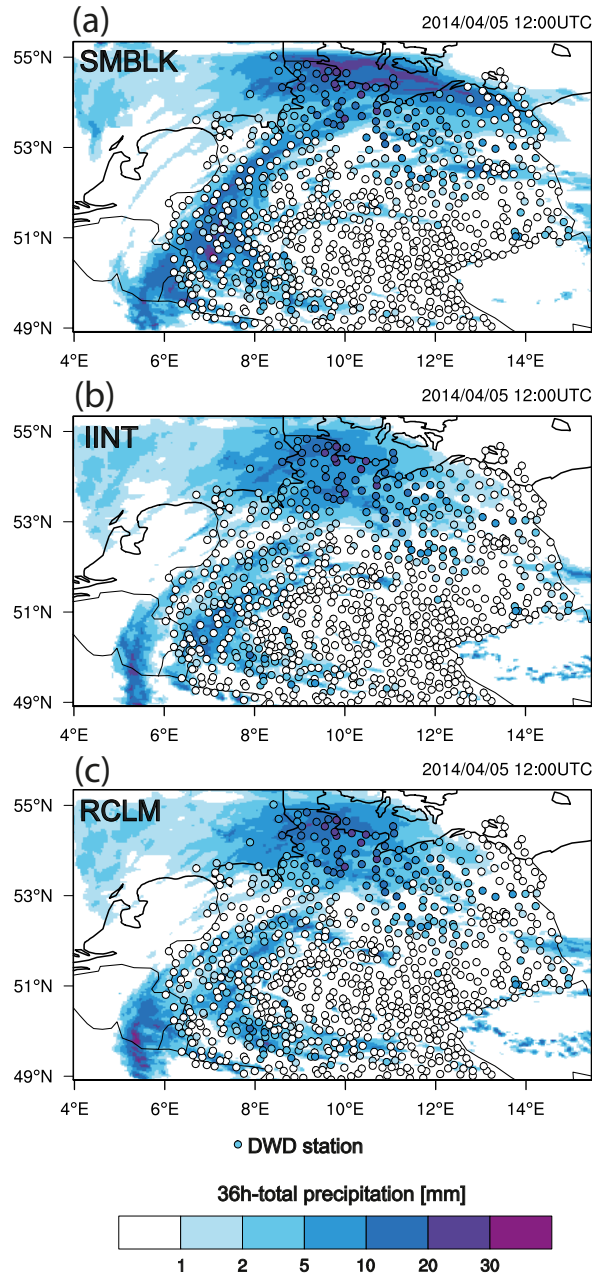 (a)
2014/04/05 12:00UTC
SMBLK
55°N
53°N
51°N
49°N
4°E 6°E 8°E 10°E 12°E 14°E
(b)
2014/04/05 12:00UTC
IINT
55°N
53°N
51°N
49°N
4°E 6°E 8°E 10°E 12°E 14°E
(c)
2014/04/05 12:00UTC
RCLM
55°N
53°N
51°N
49°N
4°E 6°E 8°E 10°E 12°E 14°E
DWD station
36h-total precipitation [mm]
1 2 5 10 20 30